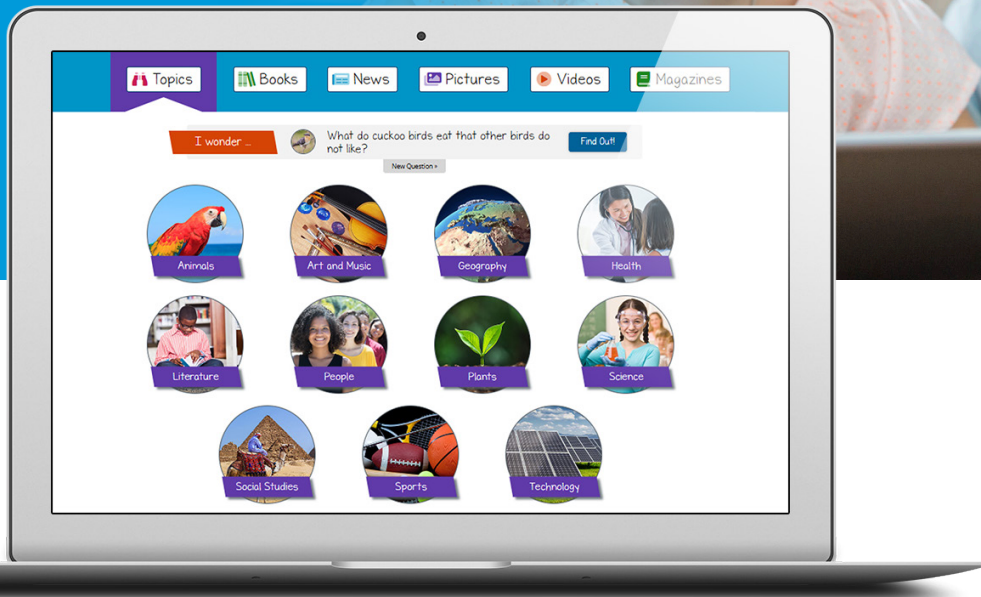 Topics Books News Pictures Videos Magazines
I wonder ... What do cuckoo birds eat that other birds do
not like? Find Out!
New Question »
Animals Art and Music Geography Health
Literature People Plants Science
Social Studies Sports Technology